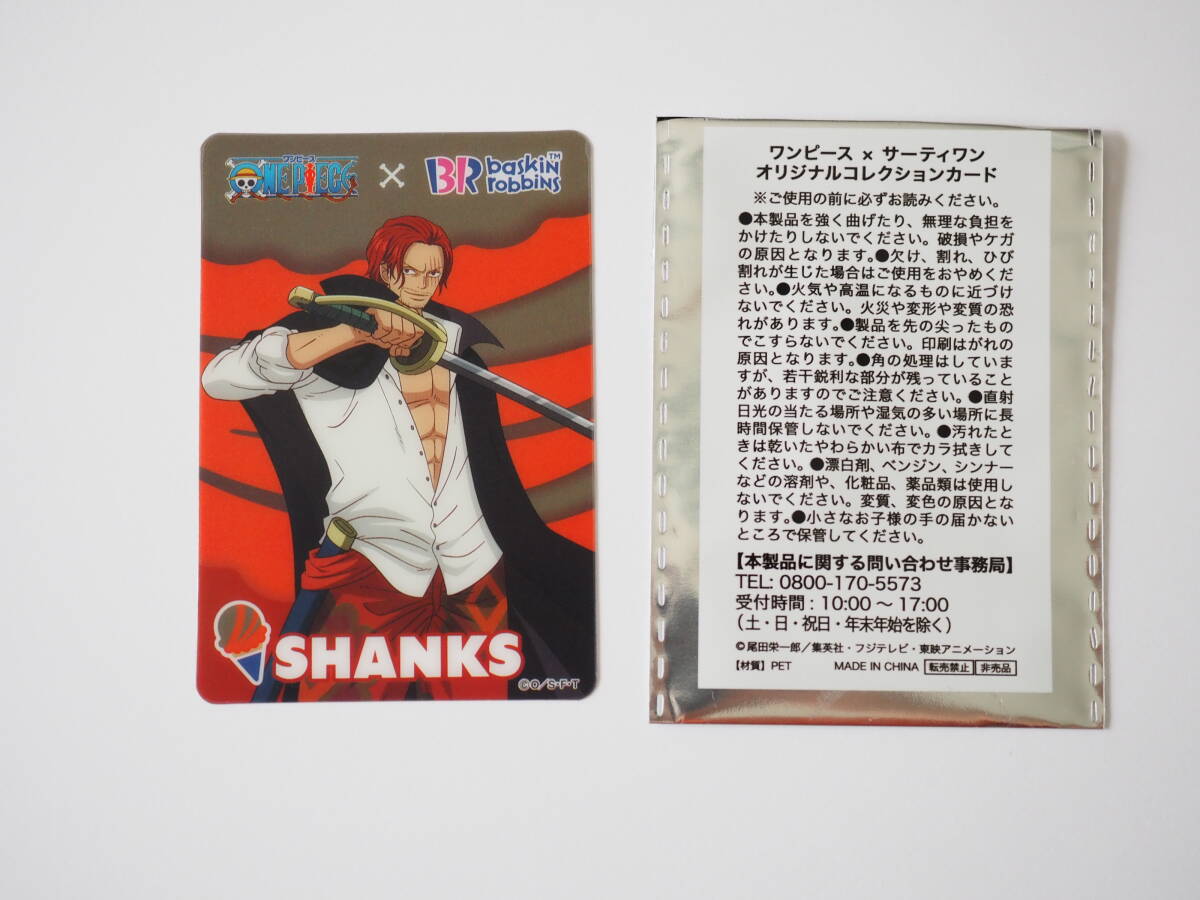 ワンピース
ONE PIECE
×
BR baskin robbins™
SHANKS
©O/S・F・T
ワンピース x サーティワン
オリジナルコレクションカード
※ご使用の前に必ずお読みください。
●本製品を強く曲げたり、無理な負担を
かけたりしないでください。破損やケガ
の原因となります。●欠け、割れ、ひび
割れが生じた場合はご使用をおやめくだ
さい。●火気や高温になるものに近づけ
ないでください。火災や変形や変質の恐
れがあります。●製品を先の尖ったもの
でこすらないでください。印刷はがれの
原因となります。●角の処理はしていま
すが、若干鋭利な部分が残っていること
がありますのでご注意ください。●直射
日光の当たる場所や湿気の多い場所に長
時間保管しないでください。●汚れたと
きは乾いたやわらかい布でカラ拭きして
ください。●漂白剤、ベンジン、シンナー
などの溶剤や、化粧品、薬品類は使用し
ないでください。変質、変色の原因とな
ります。●小さなお子様の手の届かない
ところで保管してください。
【本製品に関する問い合わせ事務局】
TEL: 0800-170-5573
受付時間 : 10:00 ～ 17:00
（土・日・祝日・年末年始を除く）
©尾田栄一郎／集英社・フジテレビ・東映アニメーション
【材質】PET MADE IN CHINA 転売禁止 非売品